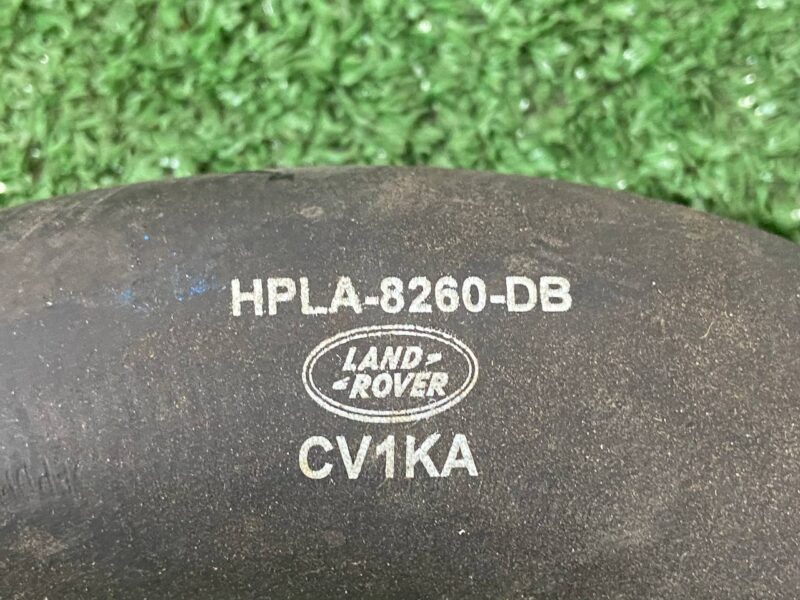 HPLA-8260-DB
LAND-
-ROVER
CV1KA